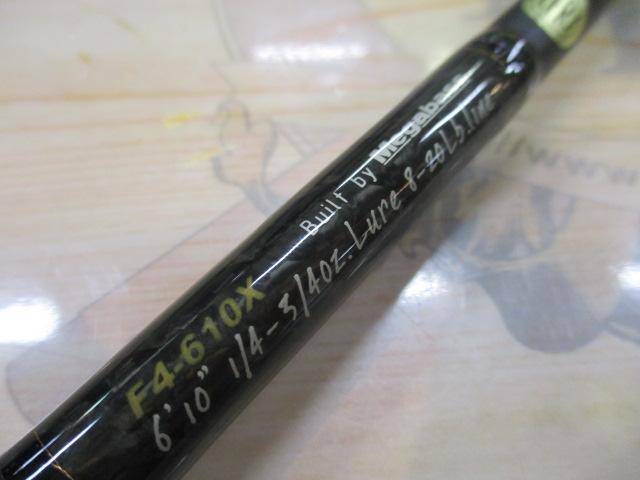 Built by Megabass
F4-610X
6'10" 1/4-3/4oz. Lure 8-20Lb.line